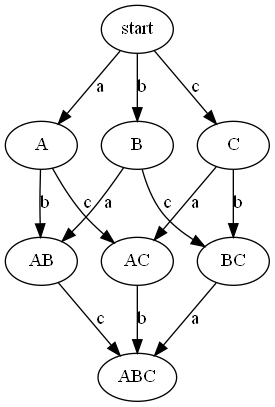 start
a b c
A B C
b c a c a b
AB AC BC
c b a
ABC